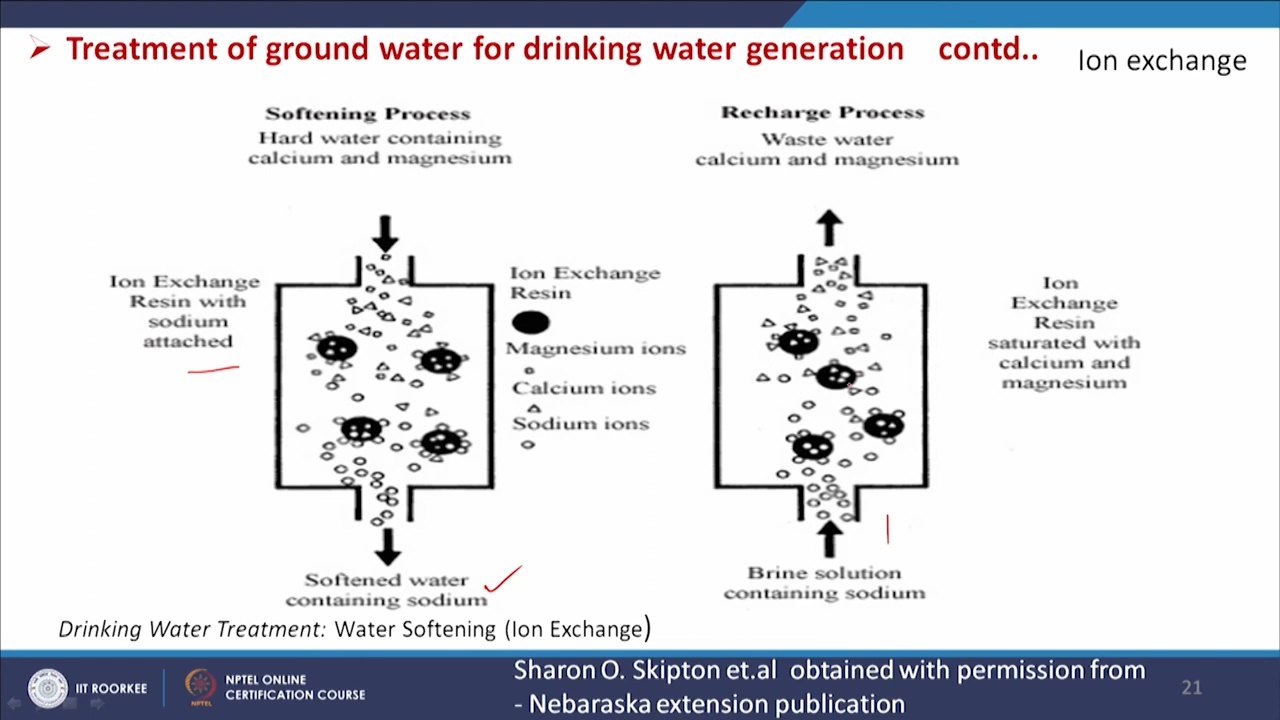 Treatment of ground water for drinking water generation contd..
Ion exchange
Softening Process
Hard water containing
calcium and magnesium
Recharge Process
Waste water
calcium and magnesium
Ion Exchange
Resin with
sodium
attached
Ion Exchange
Resin
Magnesium ions
Calcium ions
Sodium ions
Ion
Exchange
Resin
saturated with
calcium and
magnesium
Softened water
containing sodium
Brine solution
containing sodium
Drinking Water Treatment: Water Softening (Ion Exchange)
IIT ROORKEE
NPTEL ONLINE
CERTIFICATION COURSE
NPTEL
Sharon O. Skipton et.al obtained with permission from
- Nebaraska extension publication
21